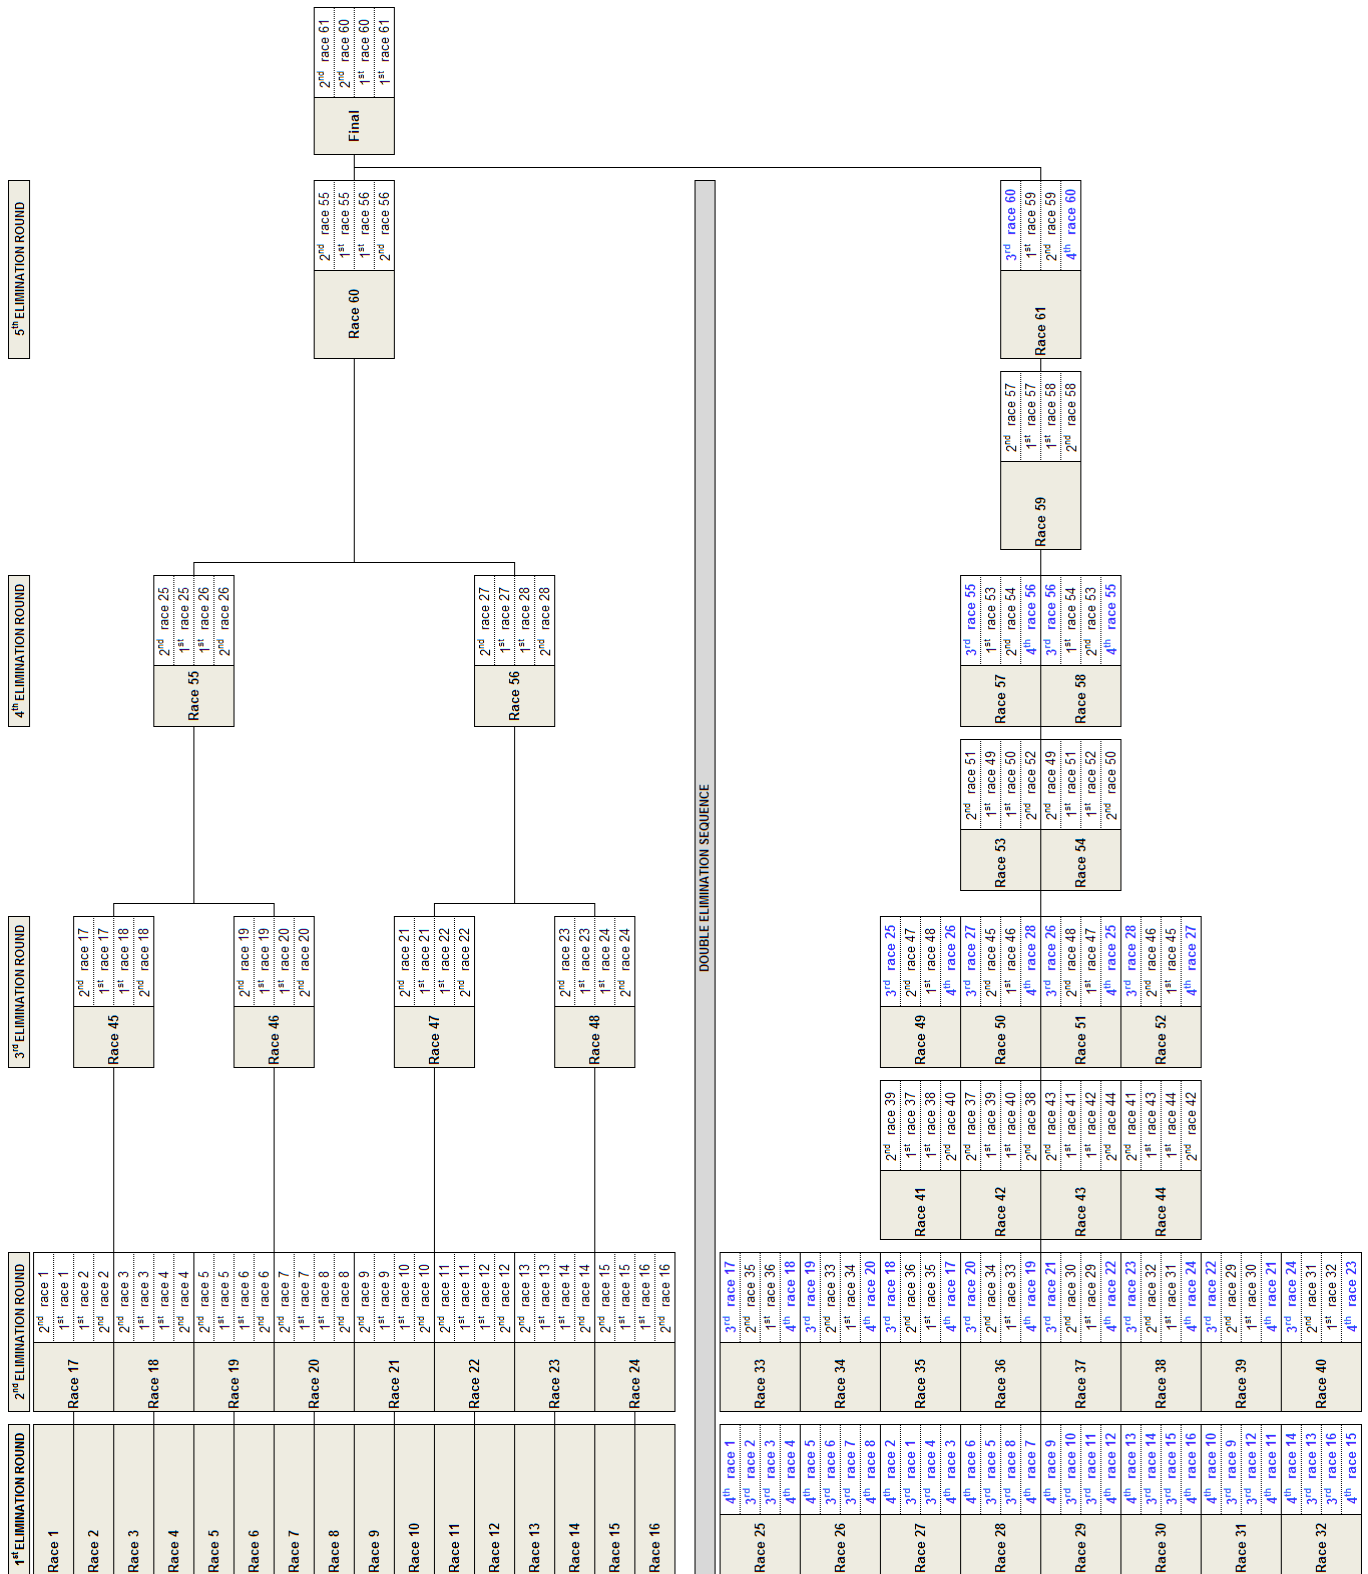 1st ELIMINATION ROUND
2nd ELIMINATION ROUND
3rd ELIMINATION ROUND
4th ELIMINATION ROUND
5th ELIMINATION ROUND
Race 1
Race 2
Race 3
Race 4
Race 5
Race 6
Race 7
Race 8
Race 9
Race 10
Race 11
Race 12
Race 13
Race 14
Race 15
Race 16
Race 17
2nd race 1
1st race 1
1st race 2
2nd race 2
Race 18
2nd race 3
1st race 3
1st race 4
2nd race 4
Race 19
2nd race 5
1st race 5
1st race 6
2nd race 6
Race 20
2nd race 7
1st race 7
1st race 8
2nd race 8
Race 21
2nd race 9
1st race 9
1st race 10
2nd race 10
Race 22
2nd race 11
1st race 11
1st race 12
2nd race 12
Race 23
2nd race 13
1st race 13
1st race 14
2nd race 14
Race 24
2nd race 15
1st race 15
1st race 16
2nd race 16
Race 45
2nd race 17
1st race 17
1st race 18
2nd race 18
Race 46
2nd race 19
1st race 19
1st race 20
2nd race 20
Race 47
2nd race 21
1st race 21
1st race 22
2nd race 22
Race 48
2nd race 23
1st race 23
1st race 24
2nd race 24
Race 55
2nd race 25
1st race 25
1st race 26
2nd race 26
Race 56
2nd race 27
1st race 27
1st race 28
2nd race 28
Race 60
2nd race 55
1st race 55
1st race 56
2nd race 56
Final
2nd race 61
2nd race 60
1st race 60
1st race 61
DOUBLE ELIMINATION SEQUENCE
Race 25
4th race 1
3rd race 2
3rd race 3
4th race 4
Race 26
4th race 5
3rd race 6
3rd race 7
4th race 8
Race 27
4th race 2
3rd race 1
3rd race 4
4th race 3
Race 28
4th race 6
3rd race 5
3rd race 8
4th race 7
Race 29
4th race 9
3rd race 10
3rd race 11
4th race 12
Race 30
4th race 13
3rd race 14
3rd race 15
4th race 16
Race 31
4th race 10
3rd race 9
3rd race 12
4th race 11
Race 32
4th race 14
3rd race 13
3rd race 16
4th race 15
Race 33
3rd race 17
2nd race 35
1st race 36
4th race 18
Race 34
3rd race 19
2nd race 33
1st race 34
4th race 20
Race 35
3rd race 18
2nd race 36
1st race 35
4th race 17
Race 36
3rd race 20
2nd race 34
1st race 33
4th race 19
Race 37
3rd race 21
2nd race 30
1st race 29
4th race 22
Race 38
3rd race 23
2nd race 32
1st race 31
4th race 24
Race 39
3rd race 22
2nd race 29
1st race 30
4th race 21
Race 40
3rd race 24
2nd race 31
1st race 32
4th race 23
Race 41
2nd race 39
1st race 37
1st race 38
2nd race 40
Race 42
2nd race 37
1st race 39
1st race 40
2nd race 38
Race 43
2nd race 43
1st race 41
1st race 42
2nd race 44
Race 44
2nd race 41
1st race 43
1st race 44
2nd race 42
Race 49
3rd race 25
2nd race 47
1st race 48
4th race 26
Race 50
3rd race 27
2nd race 45
1st race 46
4th race 28
Race 51
3rd race 26
2nd race 48
1st race 47
4th race 25
Race 52
3rd race 28
2nd race 46
1st race 45
4th race 27
Race 53
2nd race 51
1st race 49
1st race 50
2nd race 52
Race 54
2nd race 49
1st race 51
1st race 52
2nd race 50
Race 57
3rd race 55
1st race 53
2nd race 54
4th race 56
Race 58
3rd race 56
1st race 54
2nd race 53
4th race 55
Race 59
2nd race 57
1st race 57
1st race 58
2nd race 58
Race 61
3rd race 60
1st race 59
2nd race 59
4th race 60